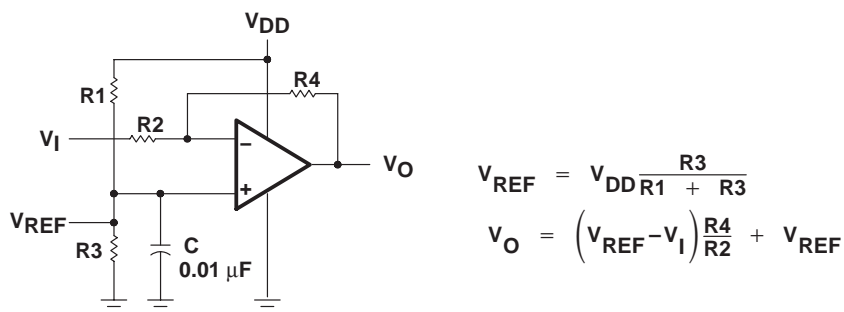 VDD
R4
R1
VI
R2
−
+
VO
VREF
R3
C
0.01 μF
VREF = VDD R3 / R1 + R3
VO = (VREF − VI) R4 / R2 + VREF